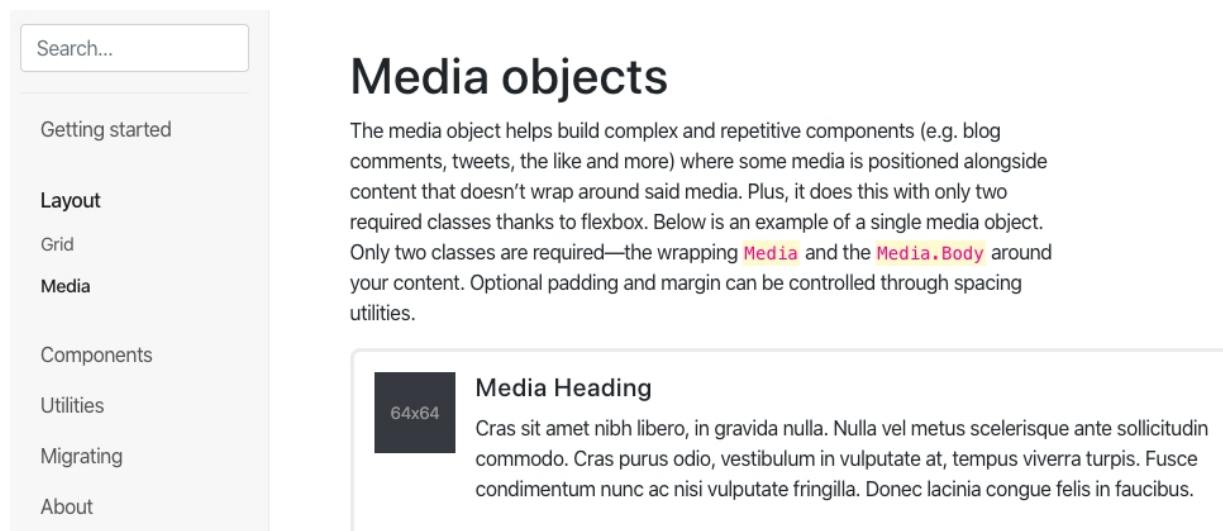 Search...
Getting started
Layout
Grid
Media
Components
Utilities
Migrating
About
Media objects
The media object helps build complex and repetitive components (e.g. blog
comments, tweets, the like and more) where some media is positioned alongside
content that doesn’t wrap around said media. Plus, it does this with only two
required classes thanks to flexbox. Below is an example of a single media object.
Only two classes are required—the wrapping Media and the Media.Body around
your content. Optional padding and margin can be controlled through spacing
utilities.
64x64
Media Heading
Cras sit amet nibh libero, in gravida nulla. Nulla vel metus scelerisque ante sollicitudin
commodo. Cras purus odio, vestibulum in vulputate at, tempus viverra turpis. Fusce
condimentum nunc ac nisi vulputate fringilla. Donec lacinia congue felis in faucibus.